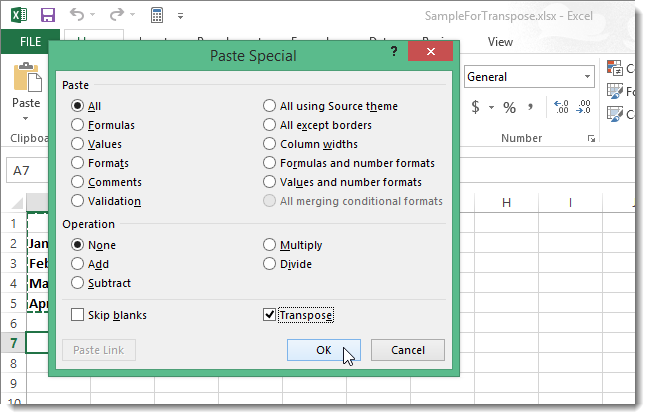 SampleForTranspose.xlsx - Excel
FILE
Paste Special
?
Paste
All
Formulas
Values
Formats
Comments
Validation
All using Source theme
All except borders
Column widths
Formulas and number formats
Values and number formats
All merging conditional formats
Operation
None
Add
Subtract
Multiply
Divide
Skip blanks
Transpose
Paste Link
OK
Cancel
Paste
Clipboa
General
$ % ,
.00
Number
C
Fo
C
A7
H I J
1
2 Jan
3 Feb
4 Ma
5 Apr
6
7
8
9
10